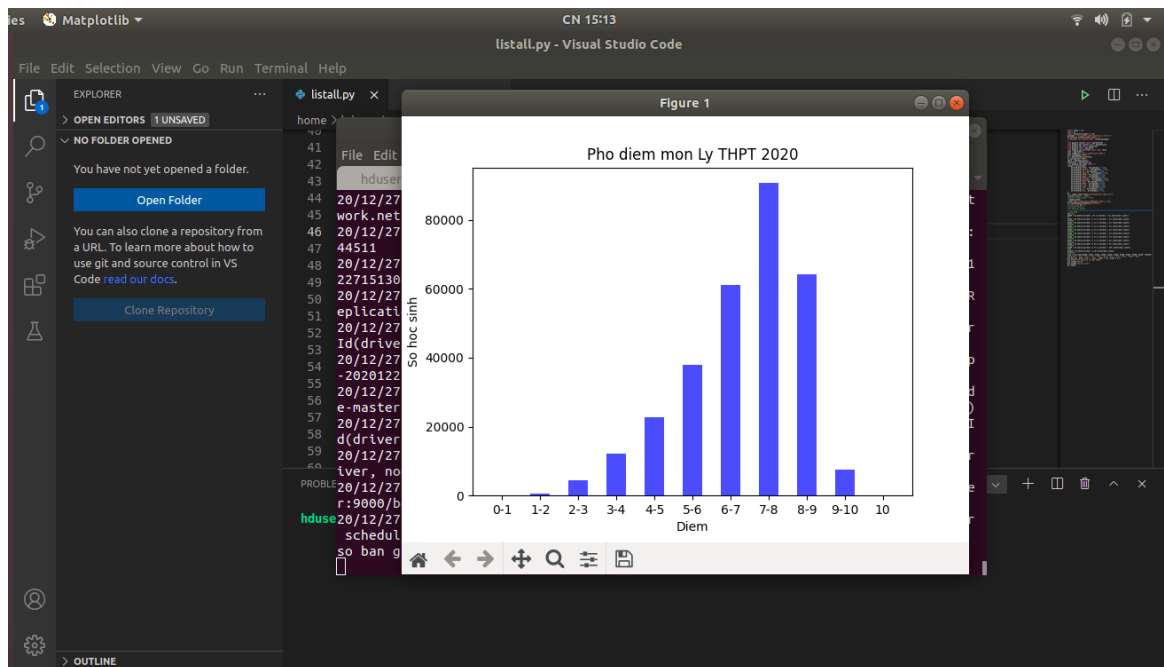 ies Matplotlib CN 15:13
listall.py - Visual Studio Code
File Edit Selection View Go Run Terminal Help
EXPLORER ···
OPEN EDITORS 1 UNSAVED
NO FOLDER OPENED
You have not yet opened a folder.
Open Folder
You can also clone a repository from
a URL. To learn more about how to
use git and source control in VS
Code read our docs.
Clone Repository
OUTLINE
1
listall.py
home
41
42
43
44
45
46
47
48
49
50
51
52
53
54
55
56
57
58
59
60
File Edit
hduser
20/12/27
work.net
20/12/27
44511
20/12/27
22715130
20/12/27
eplicati
20/12/27
Id(drive
20/12/27
-2020122
20/12/27
e-master
20/12/27
d(driver
20/12/27
iver, no
20/12/27
r:9000/b
20/12/27
schedul
so ban g
PROBLE
hduse
Figure 1
Pho diem mon Ly THPT 2020
So hoc sinh
80000
60000
40000
20000
0
0-1 1-2 2-3 3-4 4-5 5-6 6-7 7-8 8-9 9-10 10
Diem